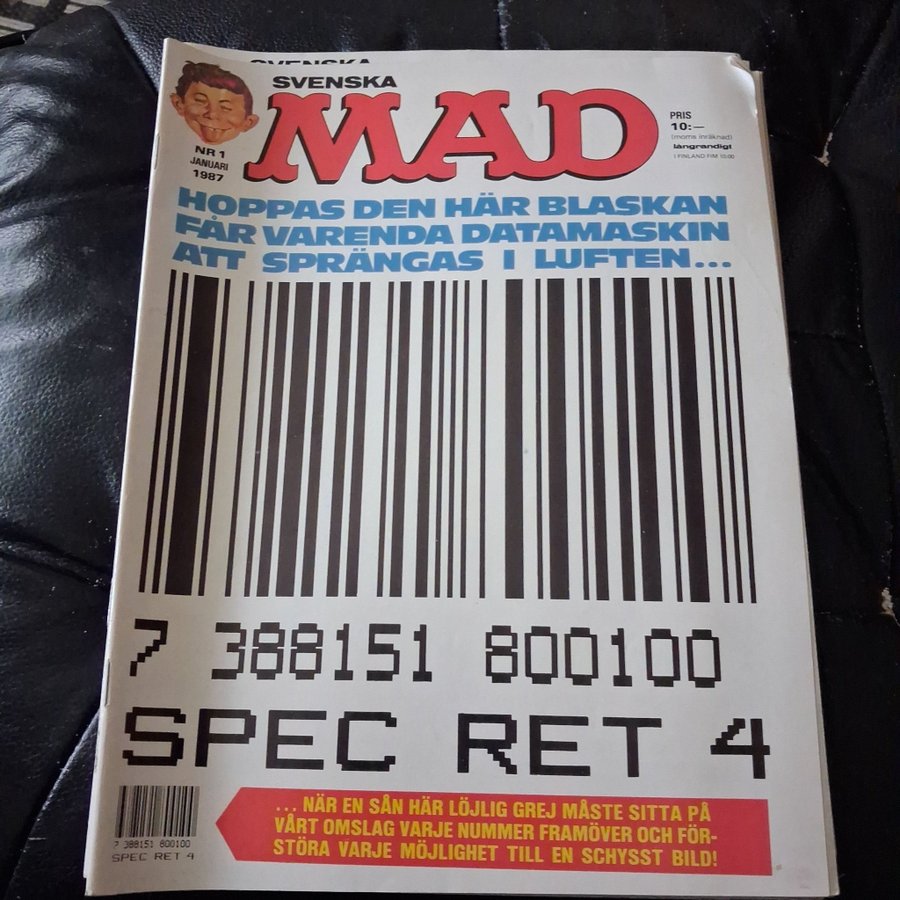 SVENSKA
SVENSKA
MAD
NR 1
JANUARI
1987
PRIS
10:—
(moms inräknad)
långrandigt
I FINLAND FIM 10:00
HOPPAS DEN HÄR BLASKAN
FÅR VARENDA DATAMASKIN
ATT SPRÄNGAS I LUFTEN...
7 388151 800100
SPEC RET 4
7 388151 800100
SPEC RET 4
... NÄR EN SÅN HÄR LÖJLIG GREJ MÅSTE SITTA PÅ
VÅRT OMSLAG VARJE NUMMER FRAMÖVER OCH FÖR-
STÖRA VARJE MÖJLIGHET TILL EN SCHYSST BILD!